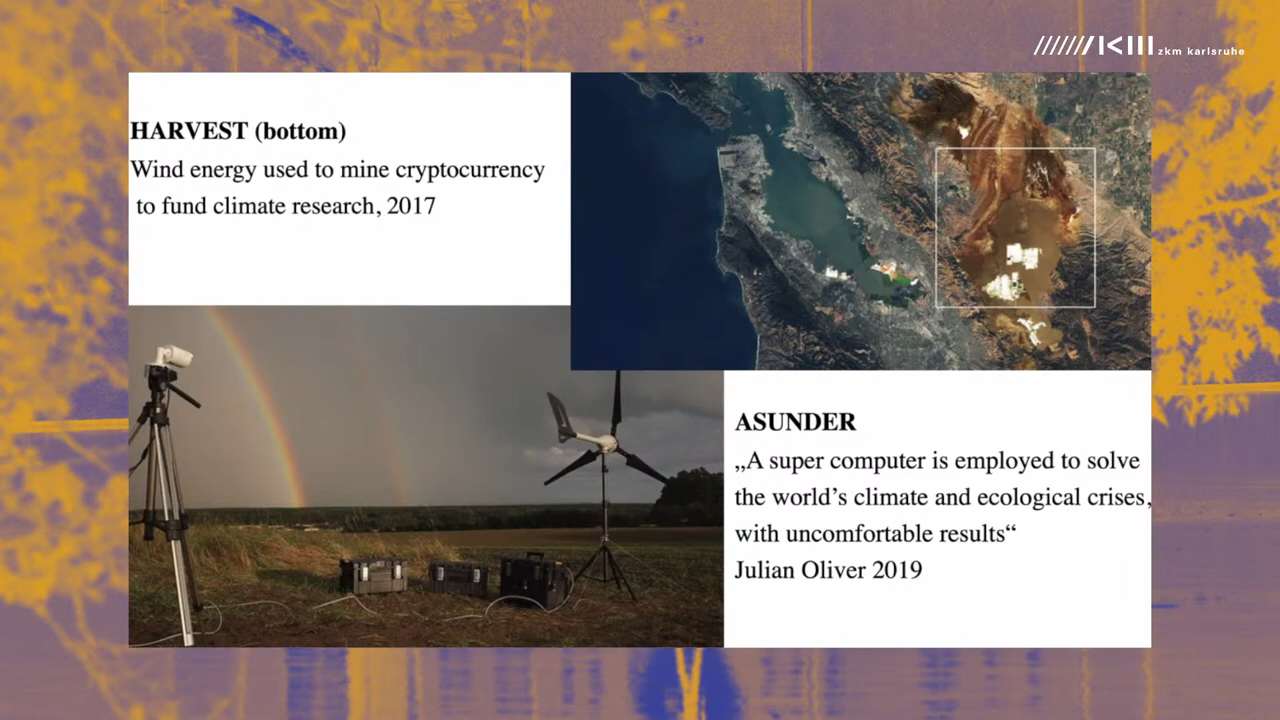 zkm karlsruhe
HARVEST (bottom)
Wind energy used to mine cryptocurrency
to fund climate research, 2017
ASUNDER
„A super computer is employed to solve
the world’s climate and ecological crises,
with uncomfortable results“
Julian Oliver 2019